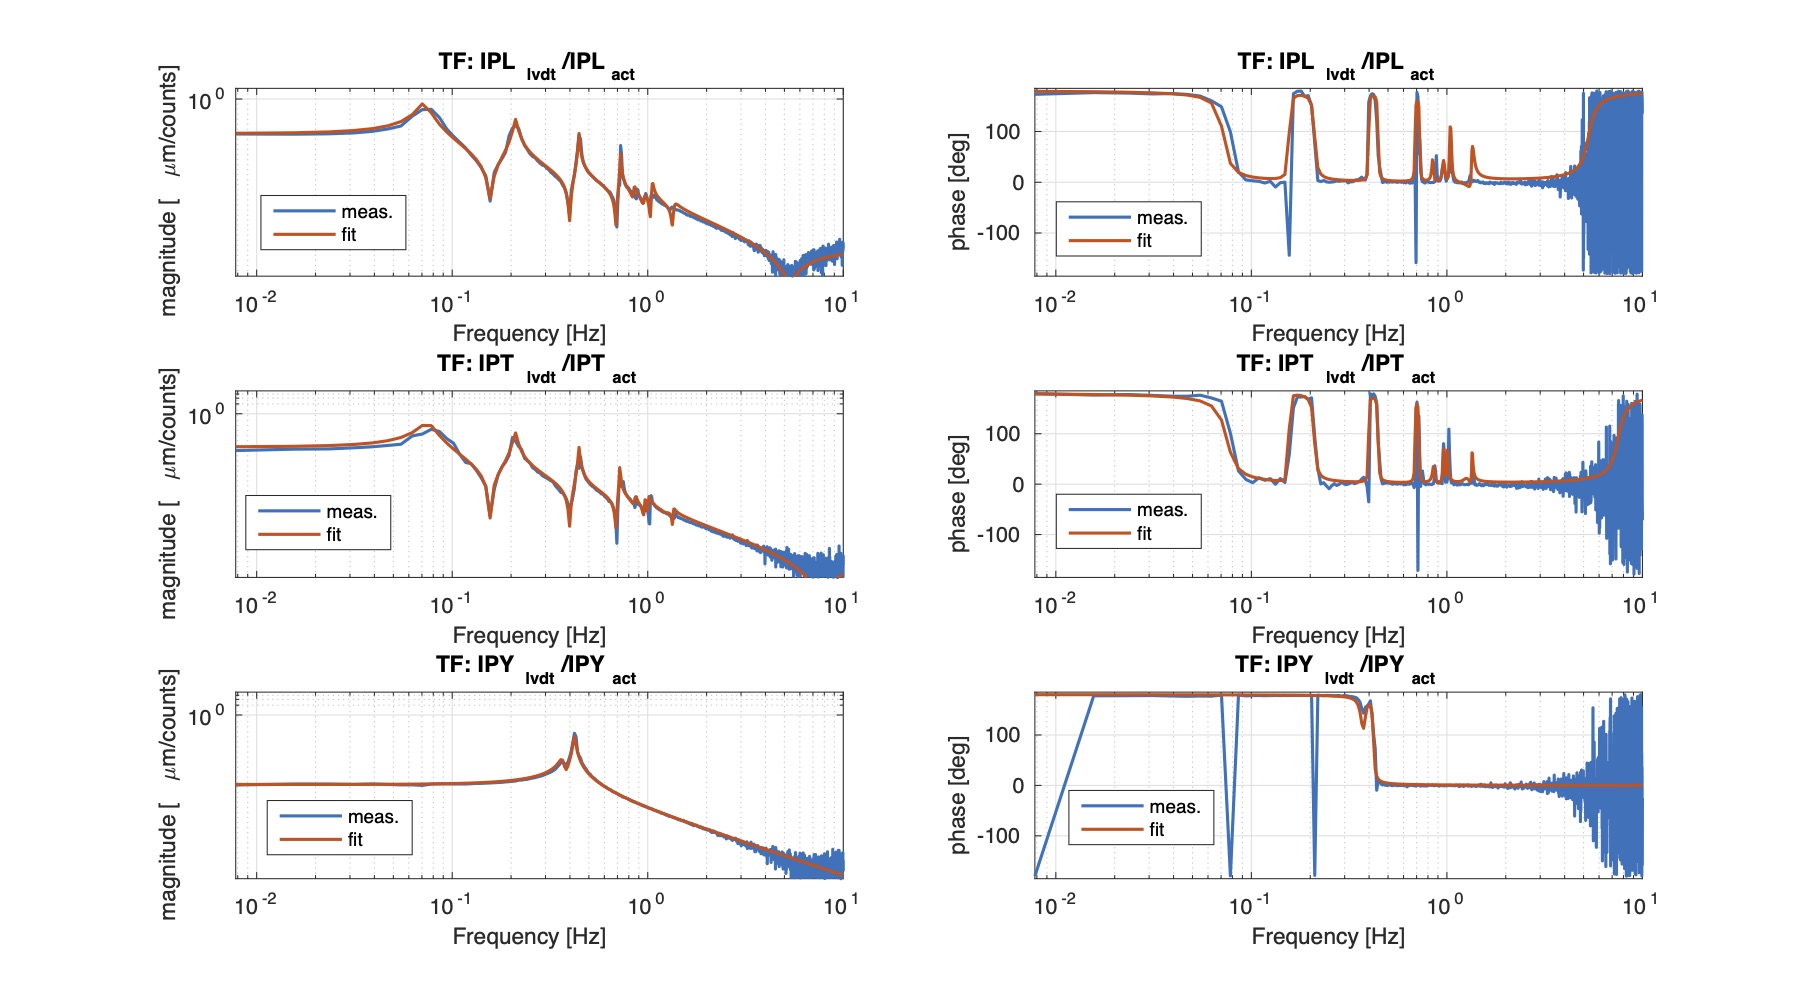 TF: IPL lvdt /IPL act
magnitude [ μm/counts]
10 0
meas.
fit
10 -2 10 -1 10 0 10 1
Frequency [Hz]
TF: IPL lvdt /IPL act
phase [deg]
100
0
-100
meas.
fit
10 -2 10 -1 10 0 10 1
Frequency [Hz]
TF: IPT lvdt /IPT act
magnitude [ μm/counts]
10 0
meas.
fit
10 -2 10 -1 10 0 10 1
Frequency [Hz]
TF: IPT lvdt /IPT act
phase [deg]
100
0
-100
meas.
fit
10 -2 10 -1 10 0 10 1
Frequency [Hz]
TF: IPY lvdt /IPY act
magnitude [ μm/counts]
10 0
meas.
fit
10 -2 10 -1 10 0 10 1
Frequency [Hz]
TF: IPY lvdt /IPY act
phase [deg]
100
0
-100
meas.
fit
10 -2 10 -1 10 0 10 1
Frequency [Hz]